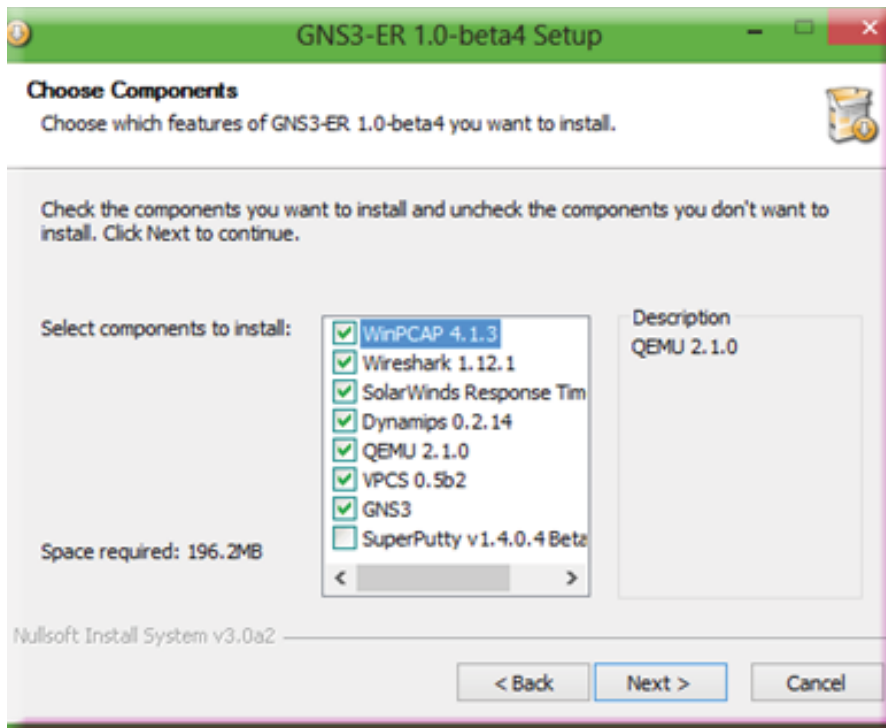 GNS3-ER 1.0-beta4 Setup
Choose Components
Choose which features of GNS3-ER 1.0-beta4 you want to install.
Check the components you want to install and uncheck the components you don't want to
install. Click Next to continue.
Select components to install:
WinPCAP 4.1.3
Wireshark 1.12.1
SolarWinds Response Tim
Dynamips 0.2.14
QEMU 2.1.0
VPCS 0.5b2
GNS3
SuperPutty v1.4.0.4 Beta
Description
QEMU 2.1.0
Space required: 196.2MB
Nullsoft Install System v3.0a2
< Back
Next >
Cancel